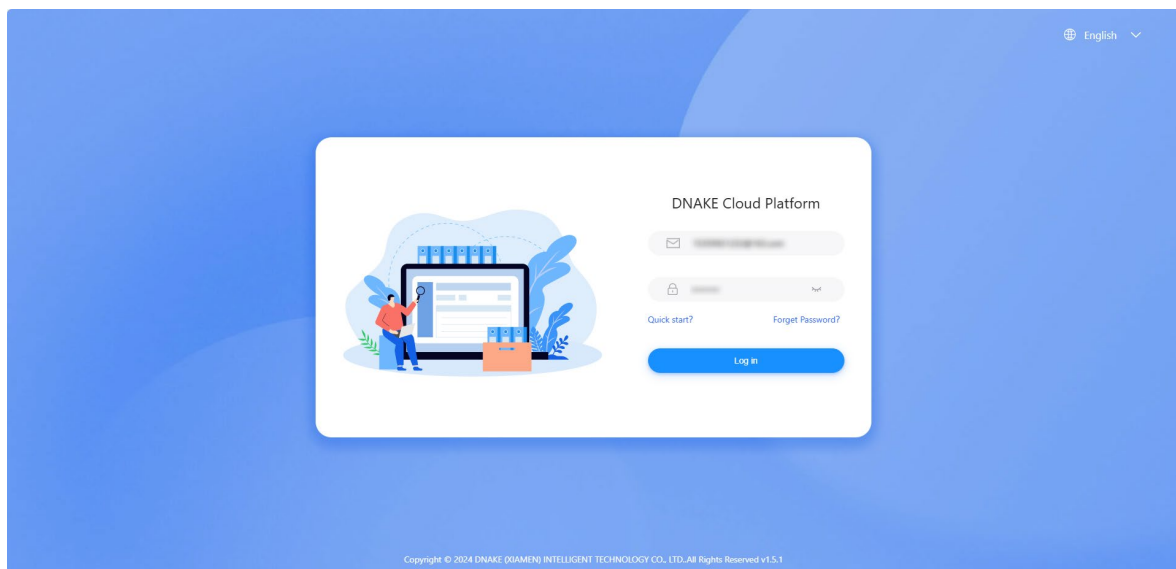 English
DNAKE Cloud Platform
Quick start?
Forget Password?
Log in
Copyright © 2024 DNAKE (XIAMEN) INTELLIGENT TECHNOLOGY CO., LTD.,All Rights Reserved v1.5.1